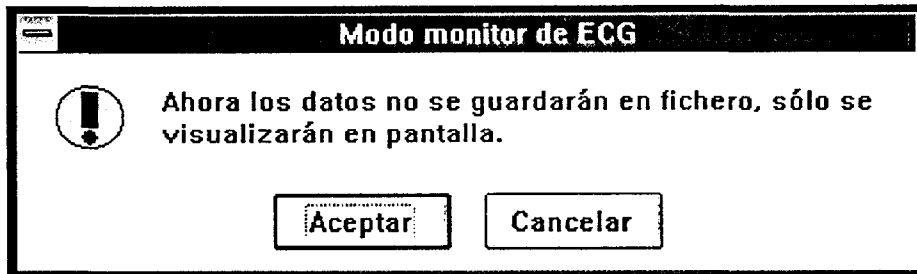 Modo monitor de ECG
Ahora los datos no se guardarán en fichero, sólo se
visualizarán en pantalla.
Aceptar
Cancelar